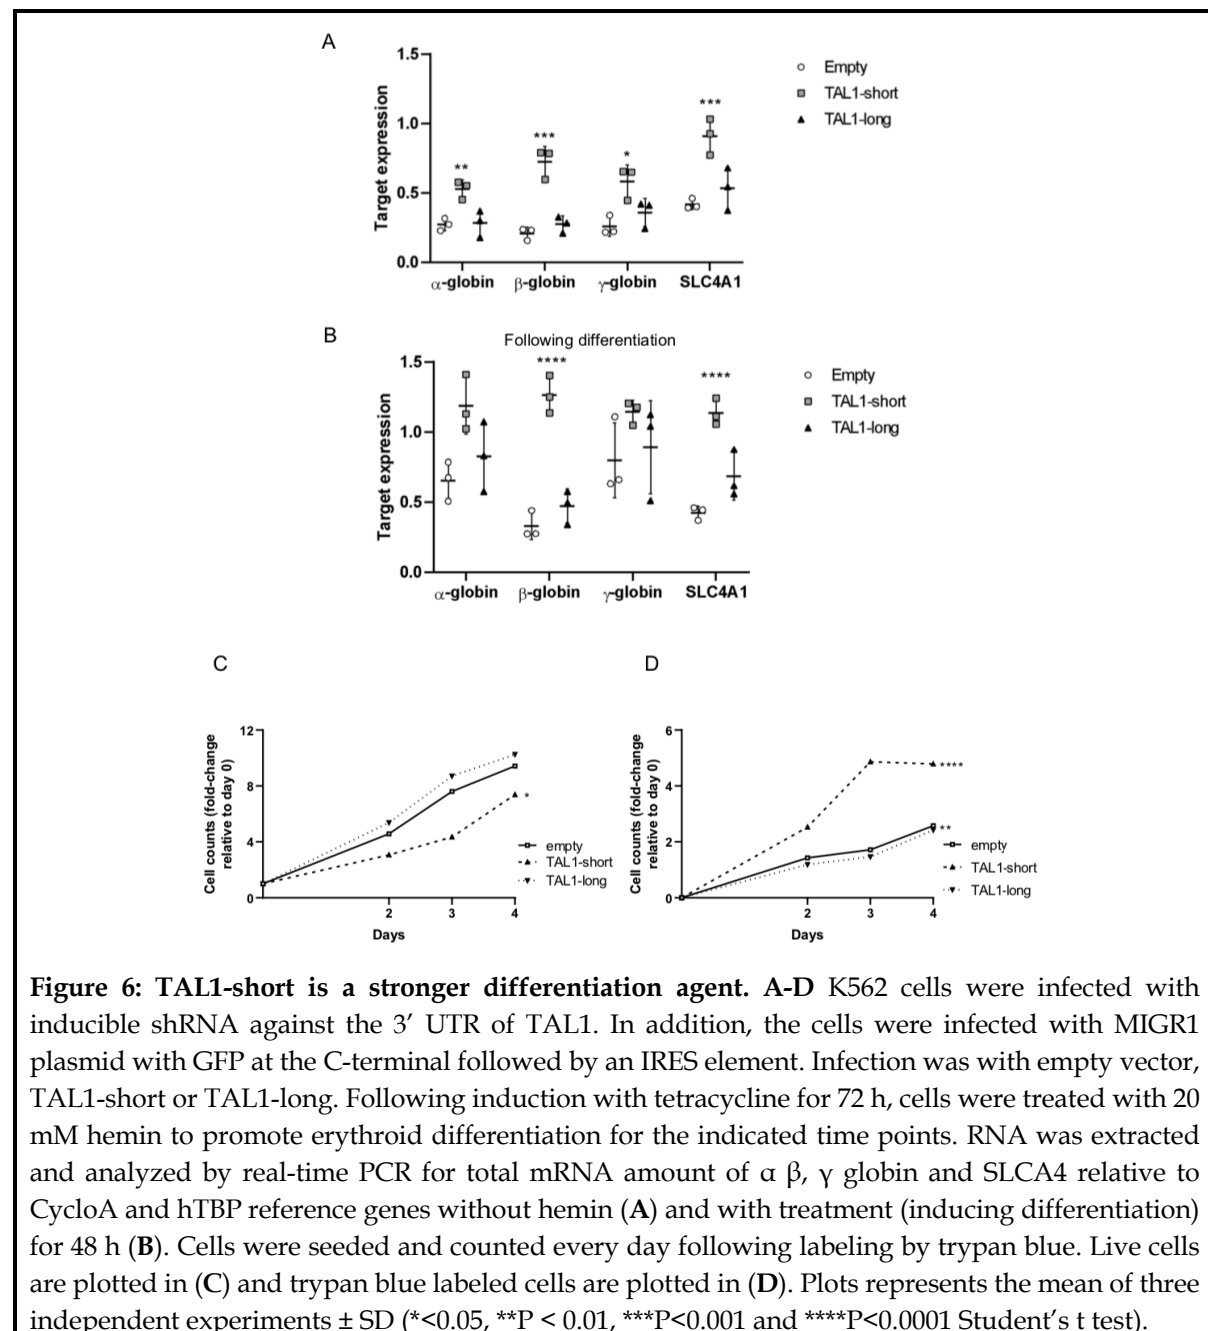 A
1.5
1.0
0.5
0.0
Target expression
**
***
*
***
α-globin
β-globin
γ-globin
SLC4A1
Empty
TAL1-short
TAL1-long
B
Following differentiation
1.5
1.0
0.5
0.0
Target expression
****
****
α-globin
β-globin
γ-globin
SLC4A1
Empty
TAL1-short
TAL1-long
C
12
8
4
0
Cell counts (fold-change
relative to day 0)
*
2
3
4
Days
empty
TAL1-short
TAL1-long
D
6
4
2
0
Cell counts (fold-change
relative to day 0)
****
**
2
3
4
Days
empty
TAL1-short
TAL1-long
Figure 6: TAL1-short is a stronger differentiation agent. A-D K562 cells were infected with
inducible shRNA against the 3′ UTR of TAL1. In addition, the cells were infected with MIGR1
plasmid with GFP at the C-terminal followed by an IRES element. Infection was with empty vector,
TAL1-short or TAL1-long. Following induction with tetracycline for 72 h, cells were treated with 20
mM hemin to promote erythroid differentiation for the indicated time points. RNA was extracted
and analyzed by real-time PCR for total mRNA amount of α β, γ globin and SLCA4 relative to
CycloA and hTBP reference genes without hemin (A) and with treatment (inducing differentiation)
for 48 h (B). Cells were seeded and counted every day following labeling by trypan blue. Live cells
are plotted in (C) and trypan blue labeled cells are plotted in (D). Plots represents the mean of three
independent experiments ± SD (*<0.05, **P < 0.01, ***P<0.001 and ****P<0.0001 Student's t test).